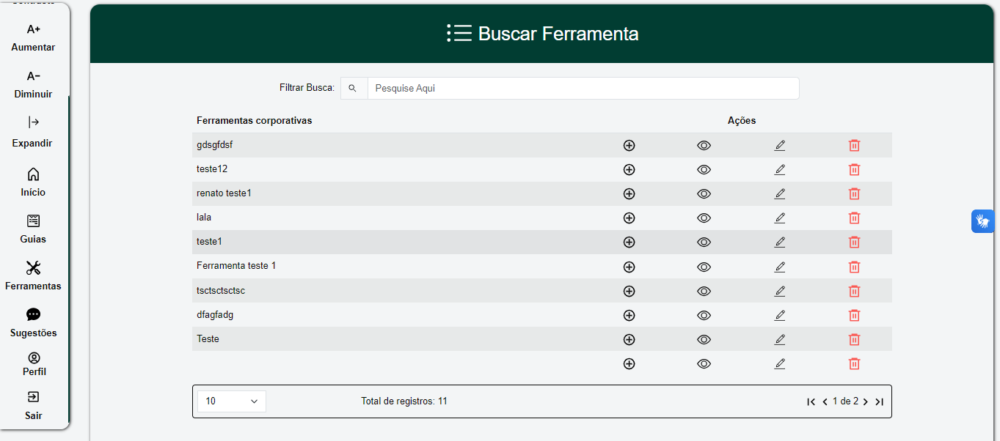 Contraste
A+
Aumentar
A-
Diminuir
Expandir
Início
Guias
Ferramentas
Sugestões
Perfil
Sair
Buscar Ferramenta
Filtrar Busca: Pesquise Aqui
Ferramentas corporativas Ações
gdsgfdsf
teste12
renato teste1
lala
teste1
Ferramenta teste 1
tsctsctsctsc
dfagfadg
Teste
10 Total de registros: 11 1 de 2